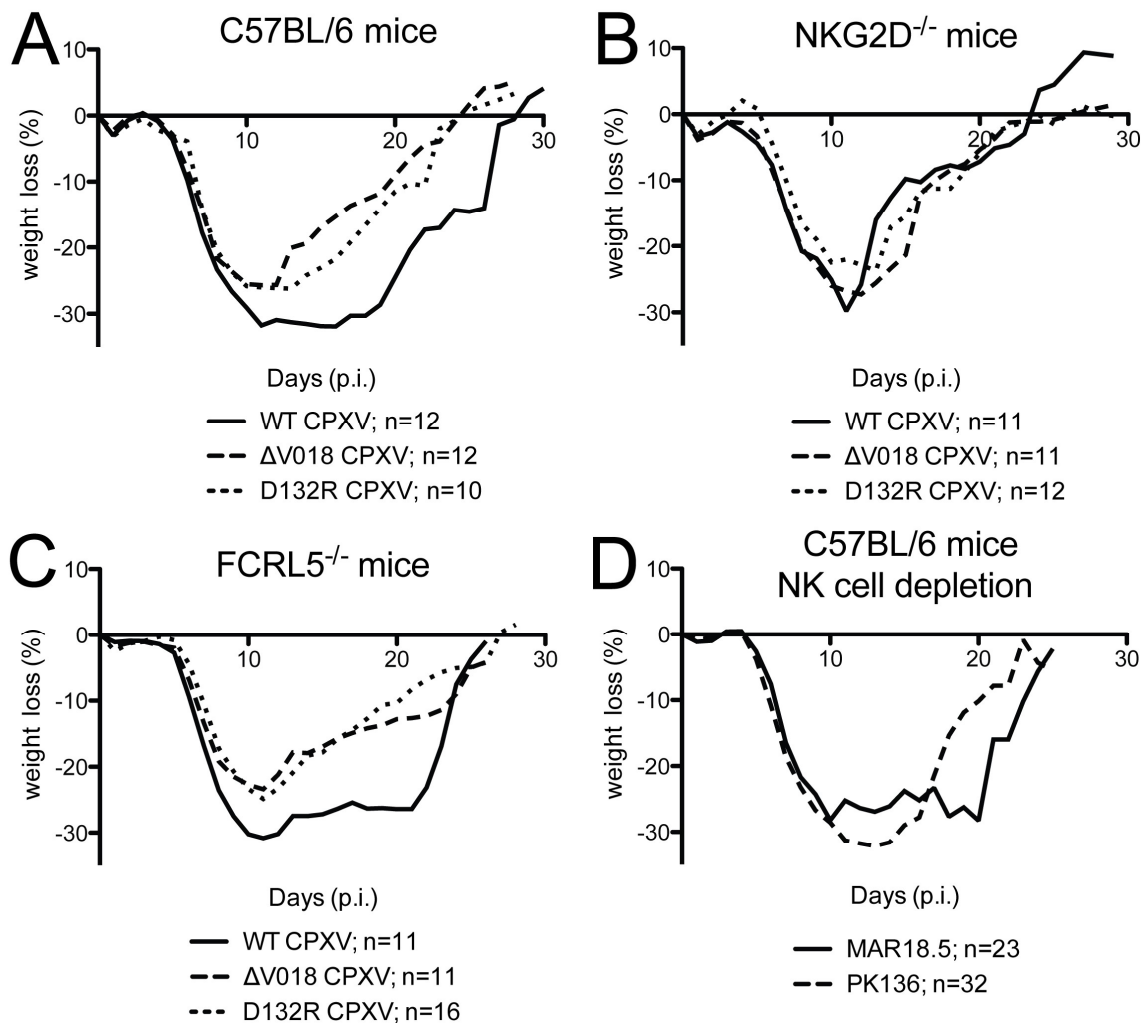 A
C57BL/6 mice
10
0
-10
-20
-30
10
20
30
weight loss (%)
Days (p.i.)
WT CPXV; n=12
ΔV018 CPXV; n=12
D132R CPXV; n=10
B
NKG2D-/- mice
10
0
-10
-20
-30
10
20
30
weight loss (%)
Days (p.i.)
WT CPXV; n=11
ΔV018 CPXV; n=11
D132R CPXV; n=12
C
FCRL5-/- mice
10
0
-10
-20
-30
10
20
30
weight loss (%)
Days (p.i.)
WT CPXV; n=11
ΔV018 CPXV; n=11
D132R CPXV; n=16
D
C57BL/6 mice
NK cell depletion
10
0
-10
-20
-30
10
20
30
weight loss (%)
Days (p.i.)
MAR18.5; n=23
PK136; n=32